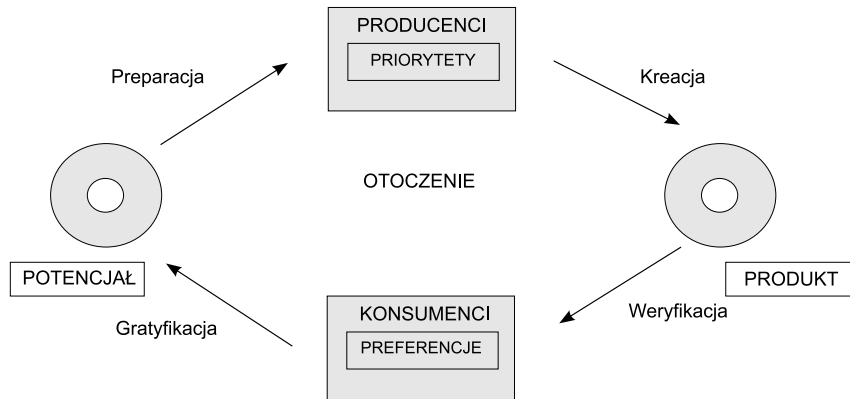 PRODUCENCI
PRIORYTETY
Preparacja
Kreacja
OTOCZENIE
POTENCJAŁ
PRODUKT
KONSUMENCI
PREFERENCJE
Gratyfikacja
Weryfikacja